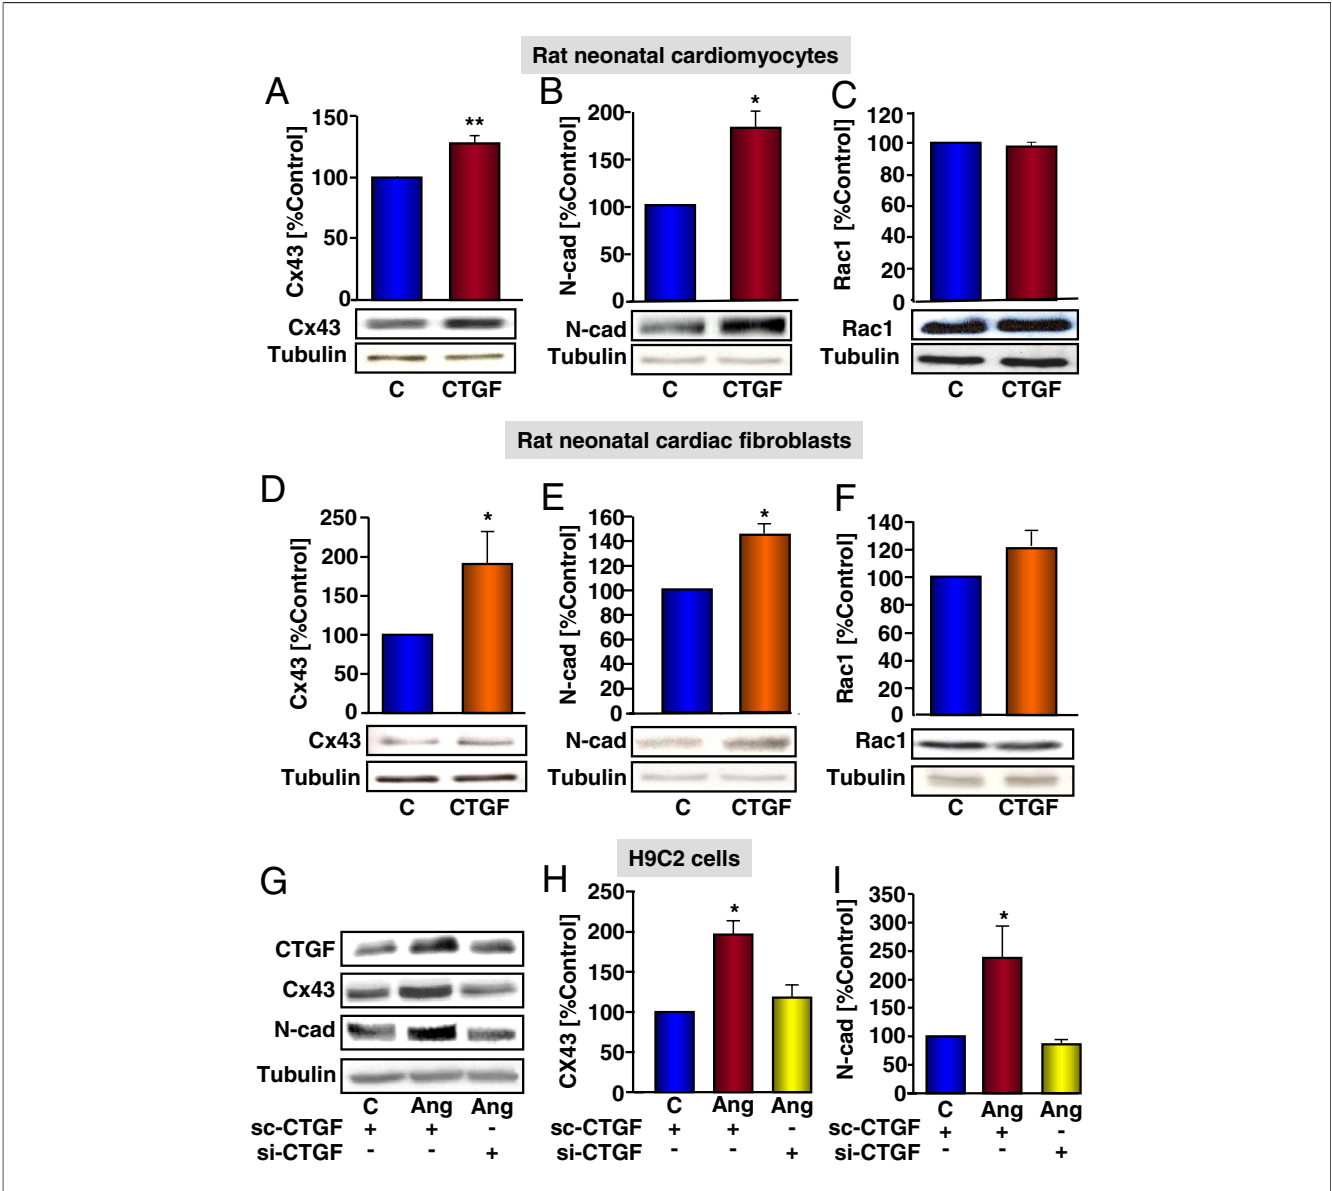 Rat neonatal cardiomyocytes
A
B
C
Cx43 [%Control]
150
100
50
0
**
Cx43
Tubulin
C CTGF
N-cad [%Control]
200
150
100
50
0
*
N-cad
Tubulin
C CTGF
Rac1 [%Control]
120
100
80
60
40
20
0
Rac1
Tubulin
C CTGF
Rat neonatal cardiac fibroblasts
D
E
F
Cx43 [%Control]
250
200
150
100
50
0
*
Cx43
Tubulin
C CTGF
N-cad [%Control]
160
140
120
100
80
60
40
20
0
*
N-cad
Tubulin
C CTGF
Rac1 [%Control]
140
120
100
80
60
40
20
0
Rac1
Tubulin
C CTGF
H9C2 cells
G
H
I
CTGF
Cx43
N-cad
Tubulin
C Ang Ang
sc-CTGF + + -
si-CTGF - - +
CX43 [%Control]
250
200
150
100
50
0
*
C Ang Ang
sc-CTGF + + -
si-CTGF - - +
N-cad [%Control]
350
300
250
200
150
100
50
0
*
C Ang Ang
sc-CTGF + + -
si-CTGF - - +